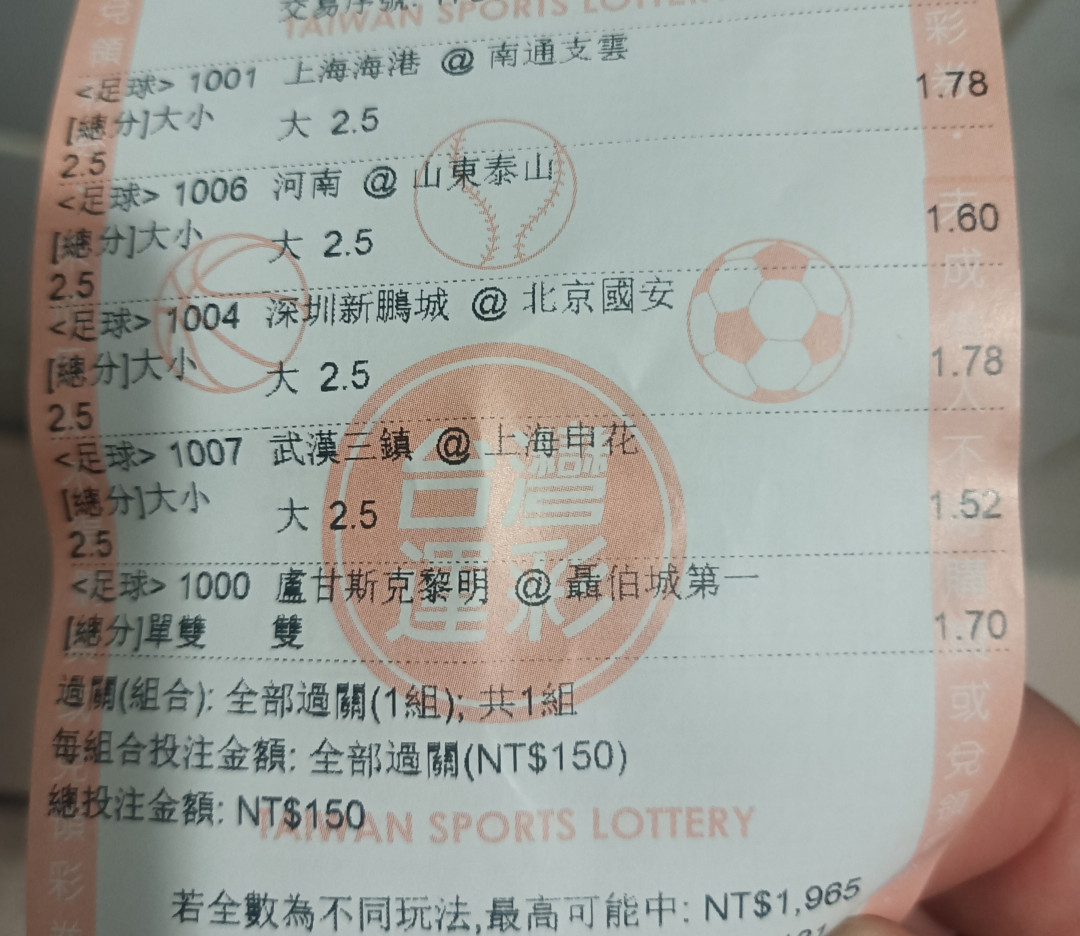 交易序號:
TAIWAN SPORTS LOTTERY
<足球> 1001 上海海港 @ 南通支雲
[總分]大小 大 2.5 1.78
2.5
<足球> 1006 河南 @ 山東泰山
[總分]大小 大 2.5 1.60
2.5
<足球> 1004 深圳新鵬城 @ 北京國安
[總分]大小 大 2.5 1.78
2.5
<足球> 1007 武漢三鎮 @ 上海申花
[總分]大小 大 2.5 1.52
2.5
<足球> 1000 盧甘斯克黎明 @ 聶伯城第一
[總分]單雙 雙 1.70
台灣
運彩
過關(組合): 全部過關(1組); 共1組
每組合投注金額: 全部過關(NT$150)
總投注金額: NT$150
TAIWAN SPORTS LOTTERY
若全數為不同玩法,最高可能中: NT$1,965